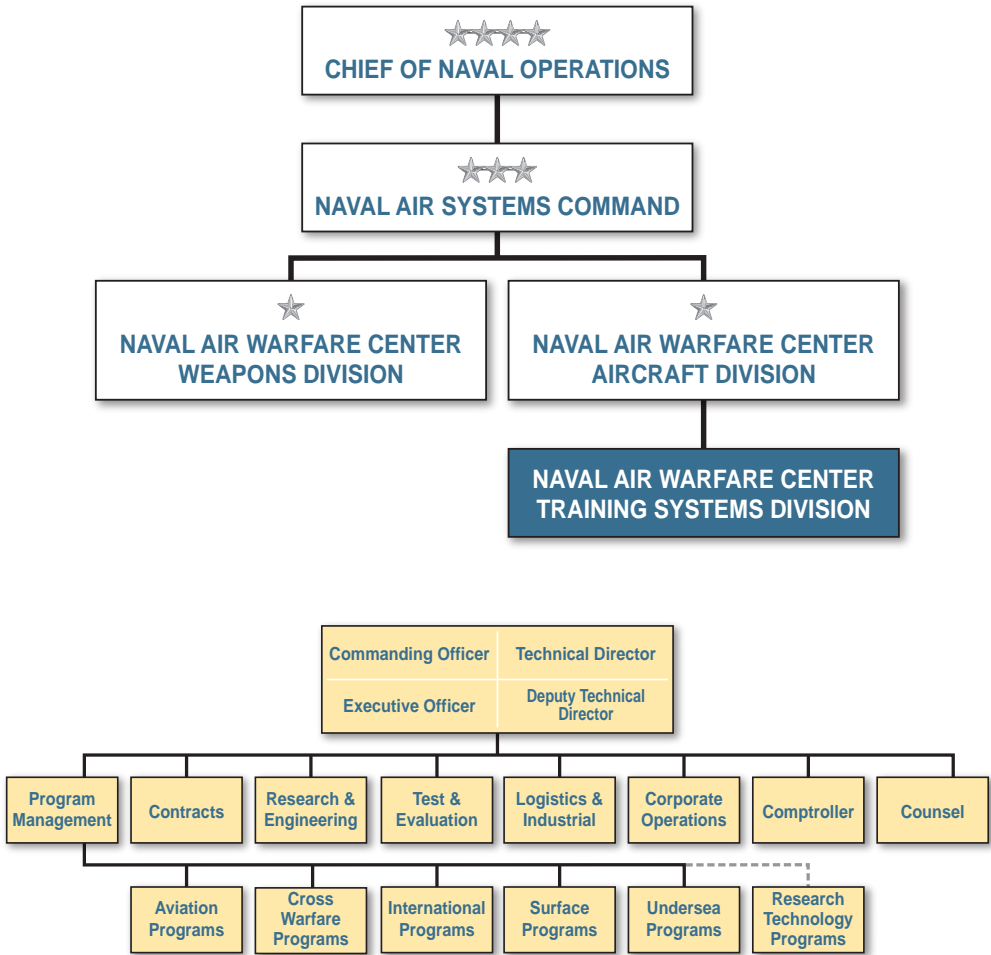 CHIEF OF NAVAL OPERATIONS
NAVAL AIR SYSTEMS COMMAND
NAVAL AIR WARFARE CENTER
WEAPONS DIVISION
NAVAL AIR WARFARE CENTER
AIRCRAFT DIVISION
NAVAL AIR WARFARE CENTER
TRAINING SYSTEMS DIVISION
Commanding Officer
Technical Director
Executive Officer
Deputy Technical
Director
Program
Management
Contracts
Research &
Engineering
Test &
Evaluation
Logistics &
Industrial
Corporate
Operations
Comptroller
Counsel
Aviation
Programs
Cross
Warfare
Programs
International
Programs
Surface
Programs
Undersea
Programs
Research
Technology
Programs